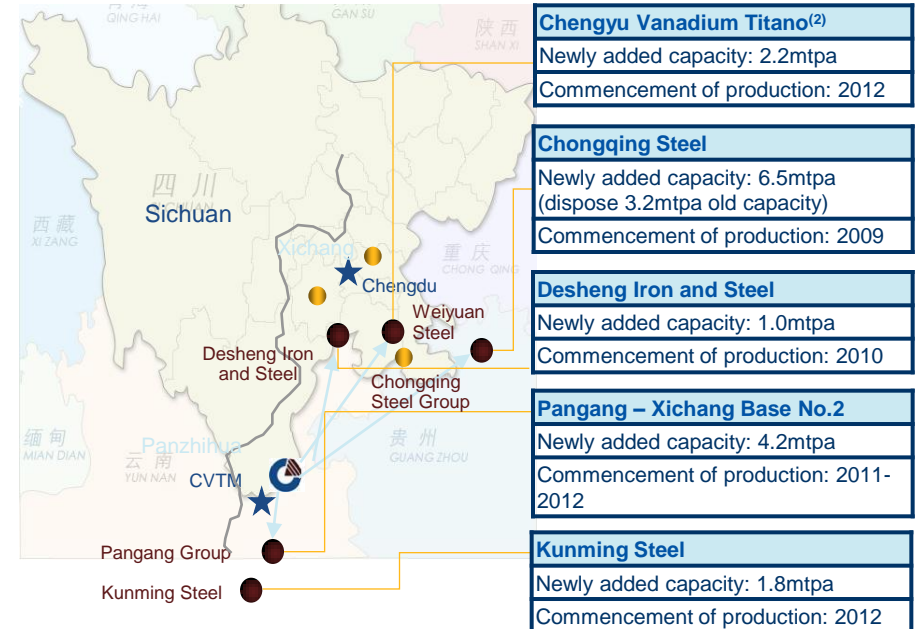 青 海
QING HAI
甘 肃
GAN SU
陕 西
SHAN XI
四 川
SICHUAN
Sichuan
西 藏
XI ZANG
Xichang
重 庆
CHONG QING
Chengdu
Weiyuan
Steel
Desheng Iron
and Steel
Chongqing
Steel Group
Panzhihua
缅 甸
MIAN DIAN
云 南
YUN NAN
贵 州
GUANG ZHOU
CVTM
Pangang Group
Kunming Steel
Chengyu Vanadium Titano(2)
Newly added capacity: 2.2mtpa
Commencement of production: 2012
Chongqing Steel
Newly added capacity: 6.5mtpa
(dispose 3.2mtpa old capacity)
Commencement of production: 2009
Desheng Iron and Steel
Newly added capacity: 1.0mtpa
Commencement of production: 2010
Pangang – Xichang Base No.2
Newly added capacity: 4.2mtpa
Commencement of production: 2011-
2012
Kunming Steel
Newly added capacity: 1.8mtpa
Commencement of production: 2012